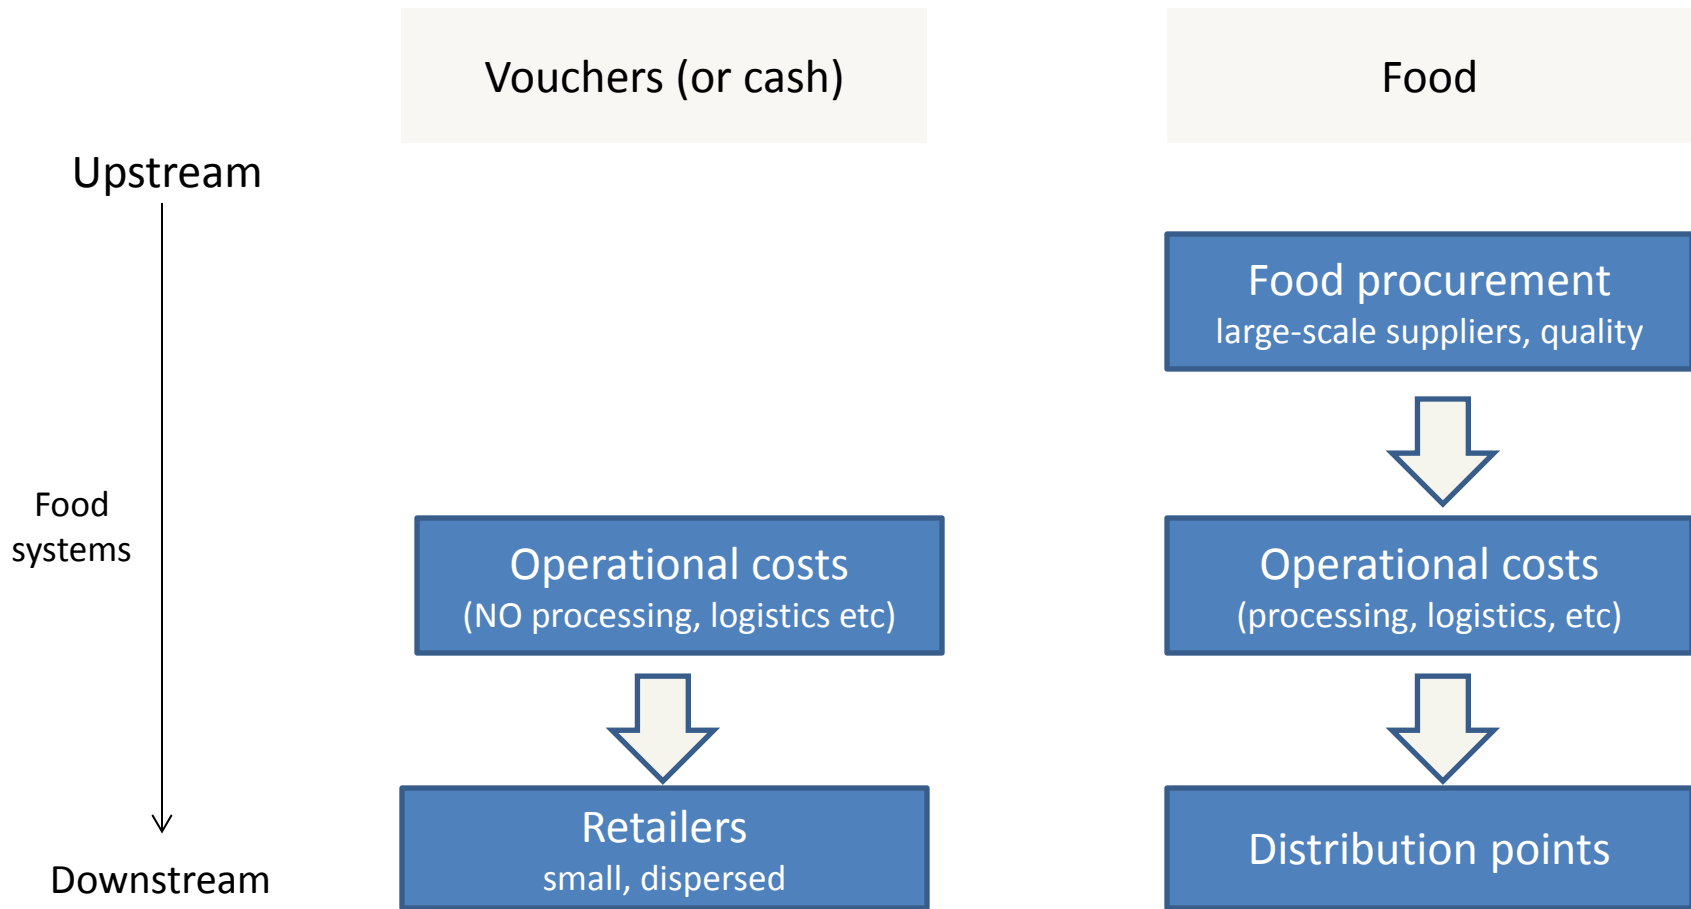 Vouchers (or cash)
Food
Upstream
Food procurement
large-scale suppliers, quality
Food
systems
Operational costs
(NO processing, logistics etc)
Operational costs
(processing, logistics, etc)
Retailers
small, dispersed
Distribution points
Downstream